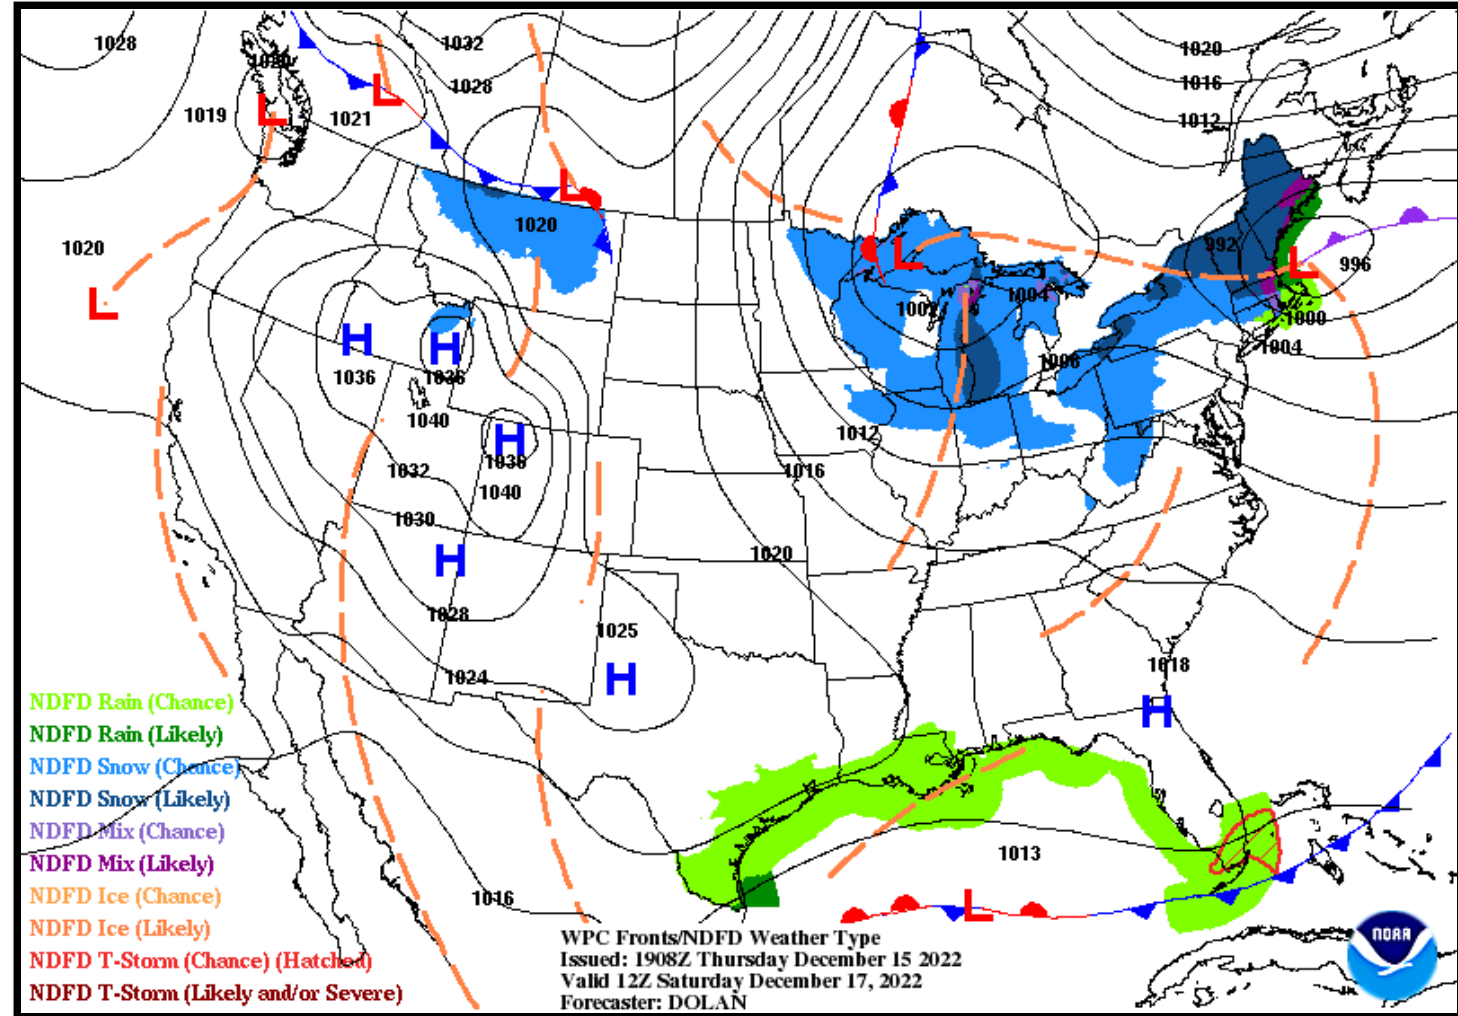 1028
1032
1020
1020
1028
1016
1019
1021
1012
1020
1020
992
996
1002
1004
1000
1004
1008
1036
1036
1040
1012
1032
1038
1016
1040
1030
1020
1028
1025
1018
1024
1013
1016
L
L
L
L
L
L
L
H
H
H
H
H
H
NDFD Rain (Chance)
NDFD Rain (Likely)
NDFD Snow (Chance)
NDFD Snow (Likely)
NDFD Mix (Chance)
NDFD Mix (Likely)
NDFD Ice (Chance)
NDFD Ice (Likely)
NDFD T-Storm (Chance) (Hatched)
NDFD T-Storm (Likely and/or Severe)
WPC Fronts/NDFD Weather Type
Issued: 1908Z Thursday December 15 2022
Valid 12Z Saturday December 17, 2022
Forecaster: DOLAN
NOAA